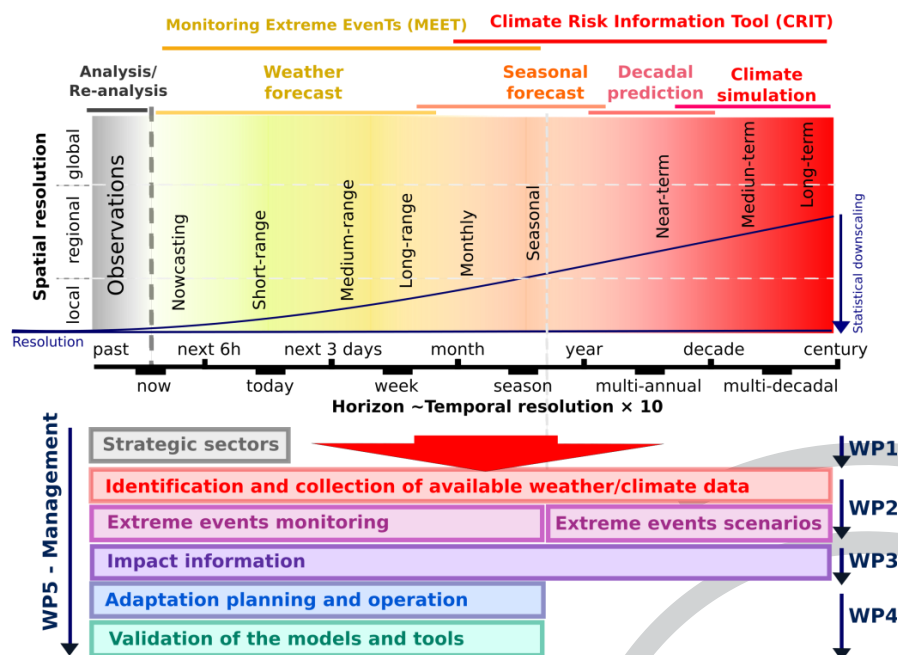 Monitoring Extreme EvenTs (MEET)
Climate Risk Information Tool (CRIT)
Analysis/
Re-analysis
Weather
forecast
Seasonal
forecast
Decadal
prediction
Climate
simulation
Spatial resolution
global
regional
local
Observations
Nowcasting
Short-range
Medium-range
Long-range
Monthly
Seasonal
Near-term
Mediun-term
Long-term
Statistical downscaling
Resolution
past
next 6h
next 3 days
month
year
decade
century
now
today
week
season
multi-annual
multi-decadal
Horizon ~Temporal resolution × 10
WP5 - Management
Strategic sectors
WP1
Identification and collection of available weather/climate data
WP2
Extreme events monitoring
Extreme events scenarios
Impact information
WP3
Adaptation planning and operation
WP4
Validation of the models and tools